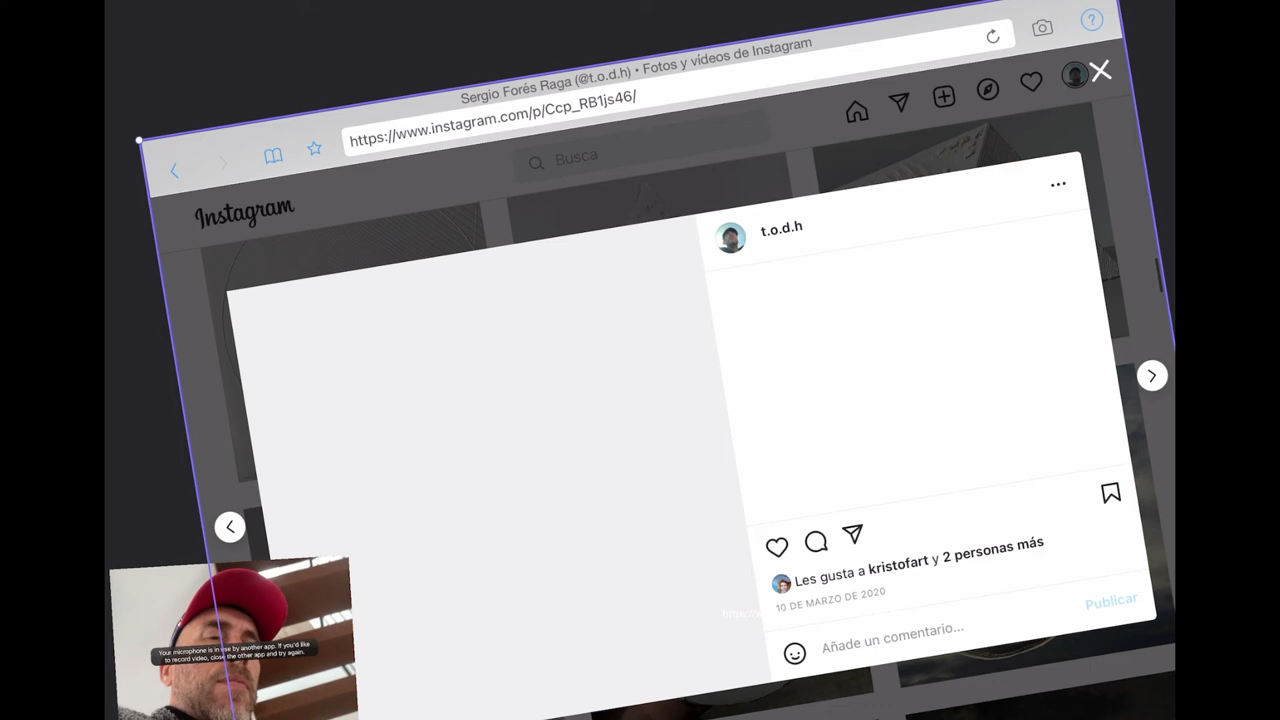 Sergio Forés Raga (@t.o.d.h) • Fotos y vídeos de Instagram
https://www.instagram.com/p/Ccp_RB1js46/
Instagram
Busca
t.o.d.h
Les gusta a kristofart y 2 personas más
10 DE MARZO DE 2020
Añade un comentario...
Publicar
Your microphone is in use by another app. If you'd like
to record video, close the other app and try again.